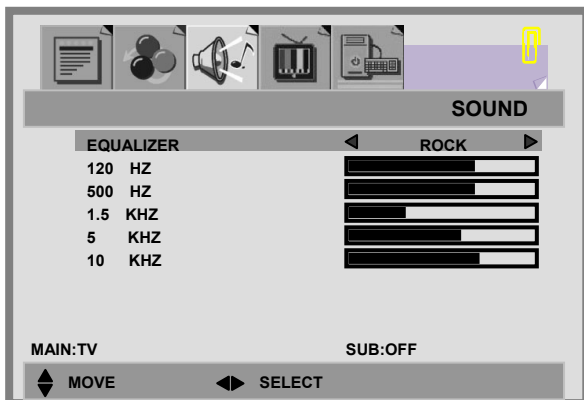 SOUND
EQUALIZER ROCK
120 HZ
500 HZ
1.5 KHZ
5 KHZ
10 KHZ
MAIN:TV SUB:OFF
MOVE SELECT